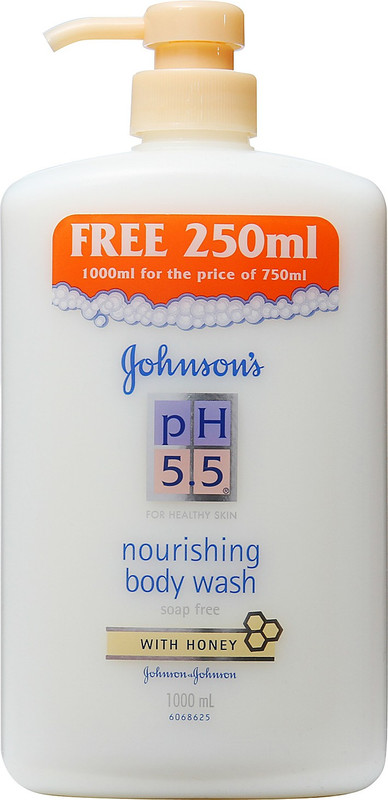 FREE 250ml
1000ml for the price of 750ml
Johnson's
pH
5.5®
FOR HEALTHY SKIN
nourishing
body wash
soap free
WITH HONEY
Johnson & Johnson
1000 mL
6068625